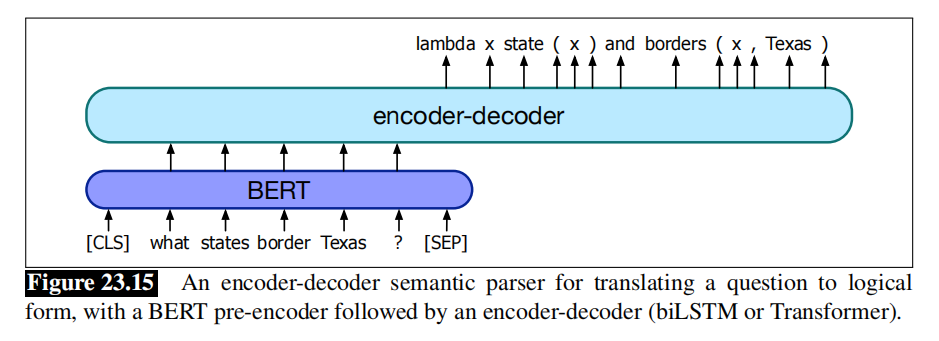 lambda x state ( x ) and borders ( x , Texas )
encoder-decoder
BERT
[CLS] what states border Texas ? [SEP]
Figure 23.15 An encoder-decoder semantic parser for translating a question to logical
form, with a BERT pre-encoder followed by an encoder-decoder (biLSTM or Transformer).